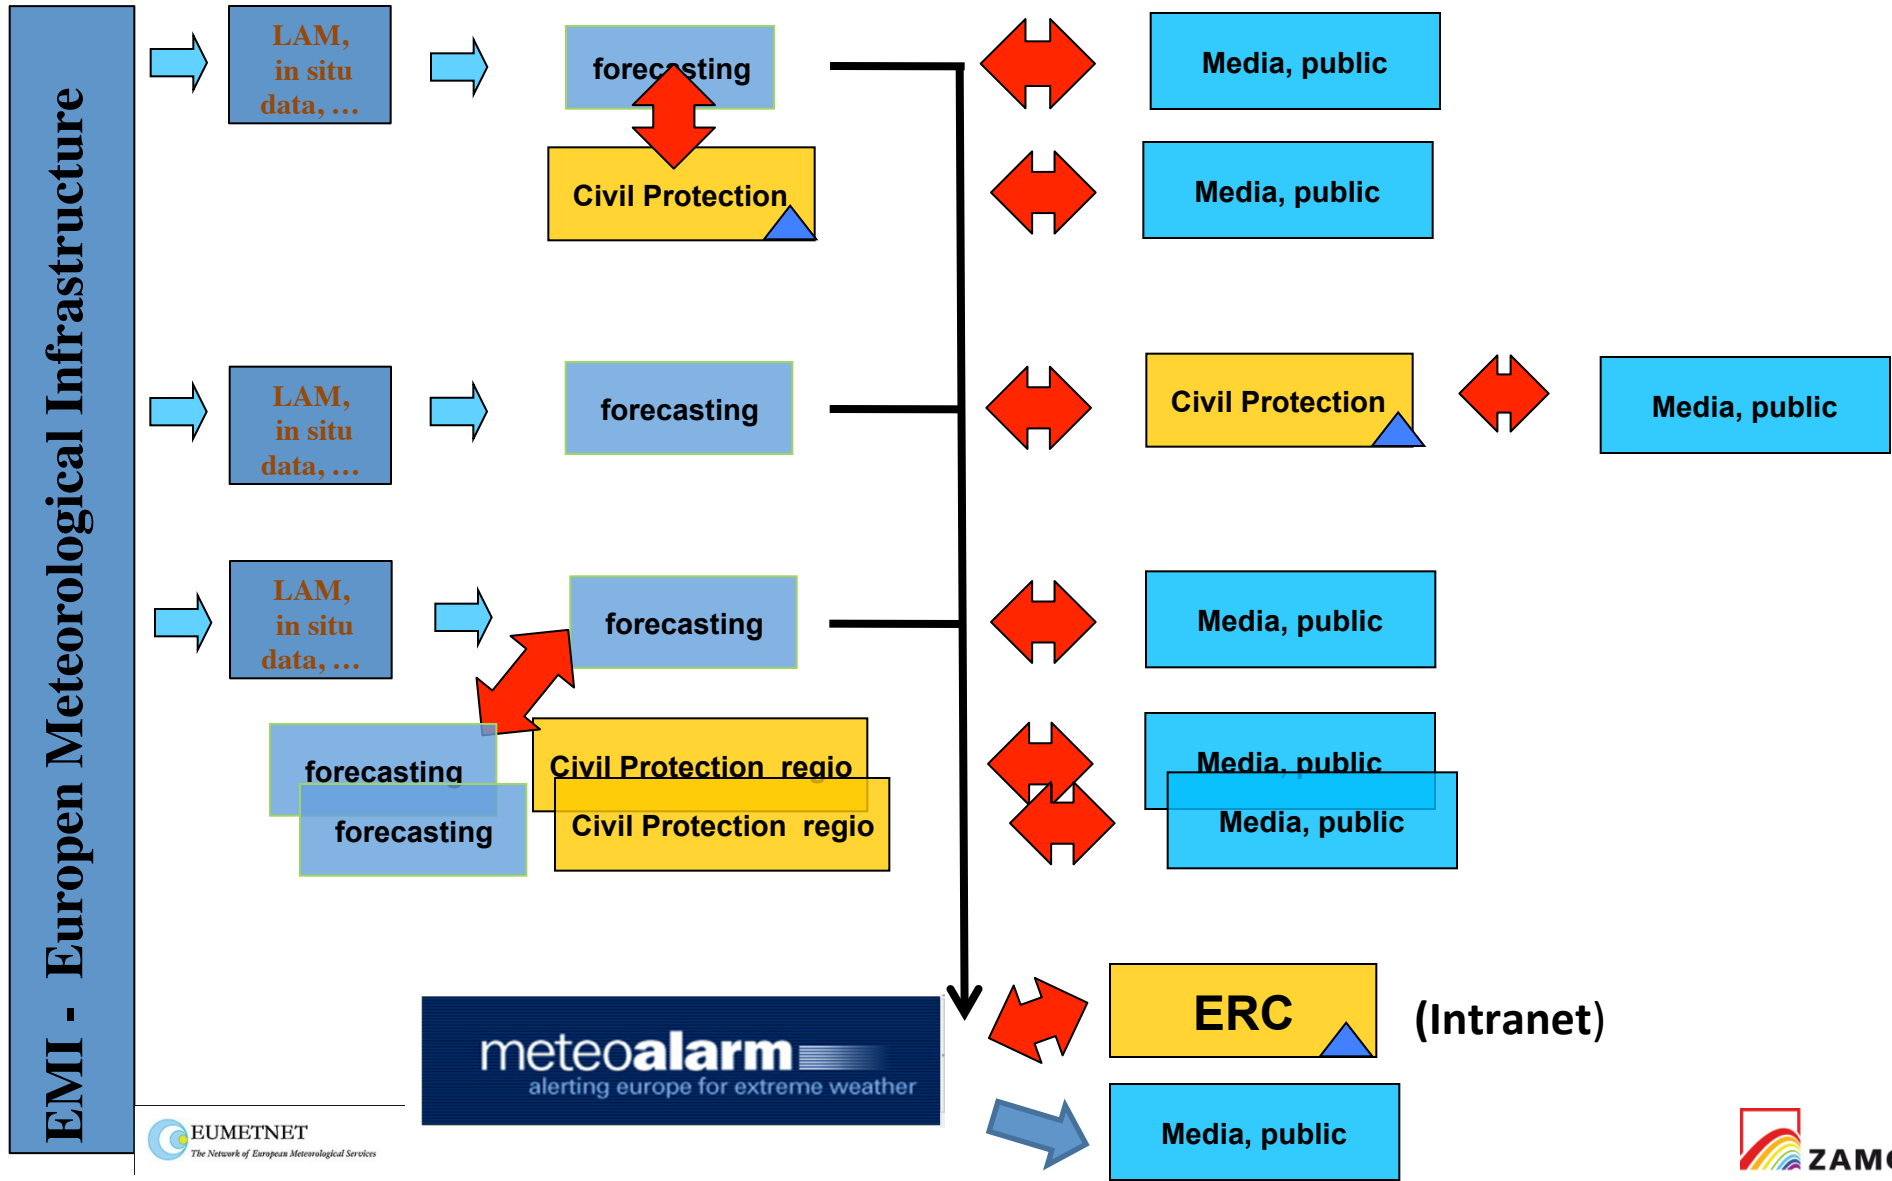 EMI - Europen Meteorological Infrastructure
LAM,
in situ
data, ...
forecasting
Media, public
Civil Protection
Media, public
LAM,
in situ
data, ...
forecasting
Civil Protection
Media, public
LAM,
in situ
data, ...
forecasting
Media, public
forecasting
Civil Protection regio
Media, public
forecasting
Civil Protection regio
Media, public
ERC
(Intranet)
meteoalarm
alerting europe for extreme weather
Media, public
EUMETNET
The Network of European Meteorological Services